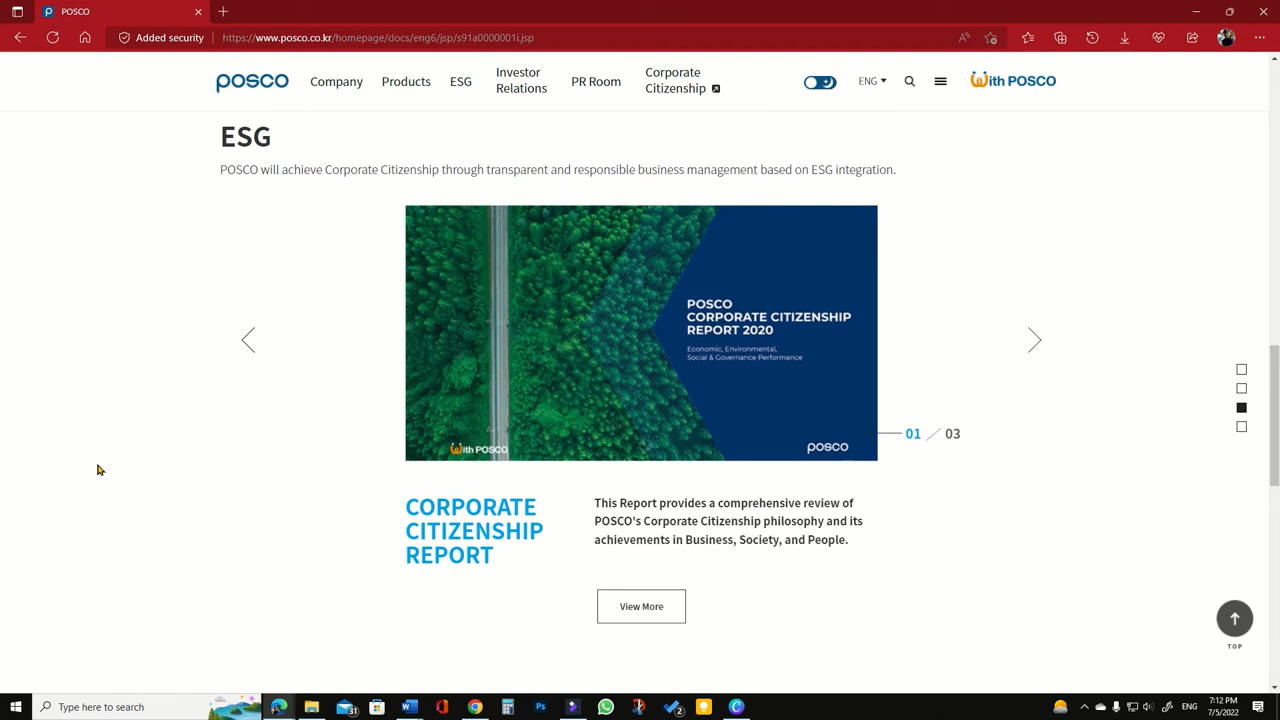 POSCO
Added security
https://www.posco.co.kr/homepage/docs/eng6/jsp/s91a0000001i.jsp
posco
Company
Products
ESG
Investor
Relations
PR Room
Corporate
Citizenship
ENG
With POSCO
ESG
POSCO will achieve Corporate Citizenship through transparent and responsible business management based on ESG integration.
POSCO
CORPORATE CITIZENSHIP
REPORT 2020
Economic, Environmental,
Social & Governance Performance
With POSCO
posco
01 / 03
CORPORATE
CITIZENSHIP
REPORT
This Report provides a comprehensive review of
POSCO's Corporate Citizenship philosophy and its
achievements in Business, Society, and People.
View More
TOP
Type here to search
31
2
ENG
7:12 PM
7/5/2022